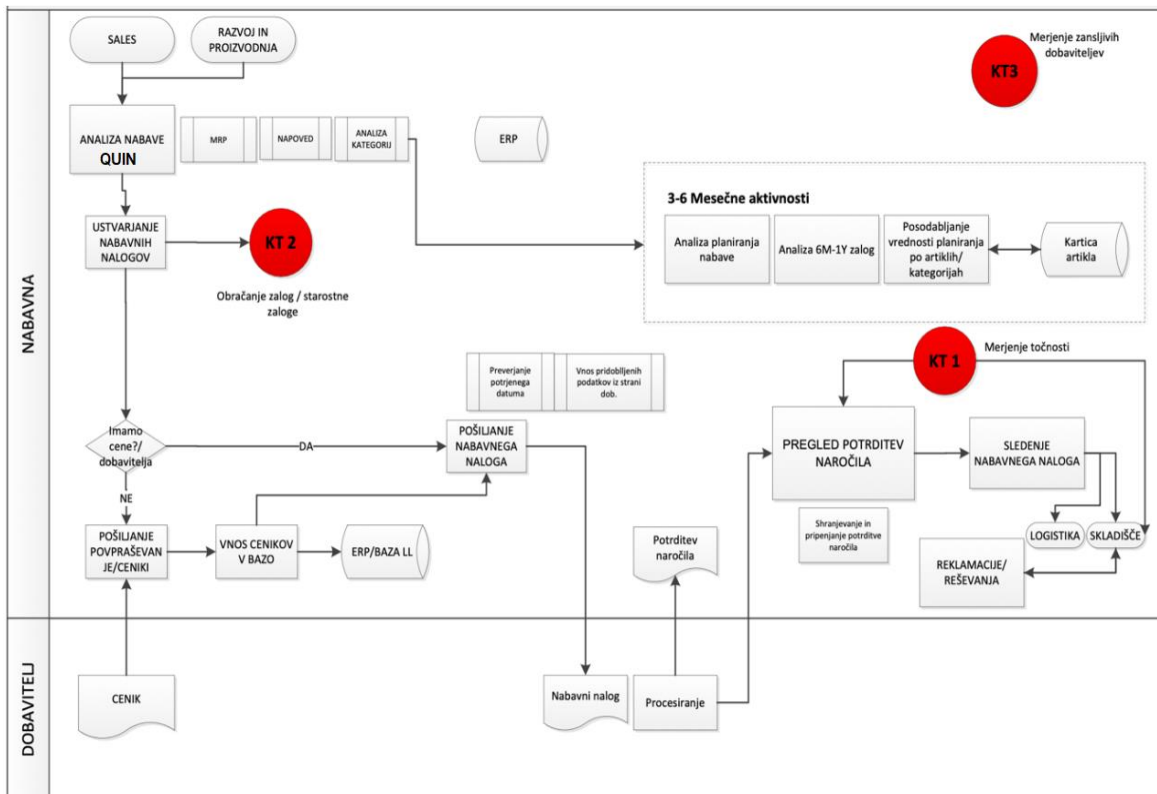 NABAVNA
SALES
RAZVOJ IN
PROIZVODNJA
KT3
Merjenje zansljivih
dobaviteljev
ANALIZA NABAVE
QUIN
MRP
NAPOVED
ANALIZA
KATEGORIJ
ERP
3-6 Mesečne aktivnosti
Analiza planiranja
nabave
Analiza 6M-1Y zalog
Posodabljanje
vrednosti planiranja
po artiklih/
kategorijah
Kartica
artikla
USTVARJANJE
NABAVNIH
NALOGOV
KT 2
Obračanje zalog / starostne
zaloge
KT 1
Merjenje točnosti
Preverjanje
potrjenega
datuma
Vnos pridobljenih
podatkov iz strani
dob.
Imamo
cene?/
dobavitelja
DA
POŠILJANJE
NABAVNEGA
NALOGA
PREGLED POTRDITEV
NAROČILA
SLEDENJE
NABAVNEGA NALOGA
NE
POŠILJANJE
POVPRAŠEVAN
JE/CENIKI
VNOS CENIKOV
V BAZO
ERP/BAZA LL
Potrditev
naročila
Shranjevanje in
pripenjanje potrditve
naročila
LOGISTIKA
SKLADIŠČE
REKLAMACIJE/
REŠEVANJA
DOBAVITELJ
CENIK
Nabavni nalog
Procesiranje